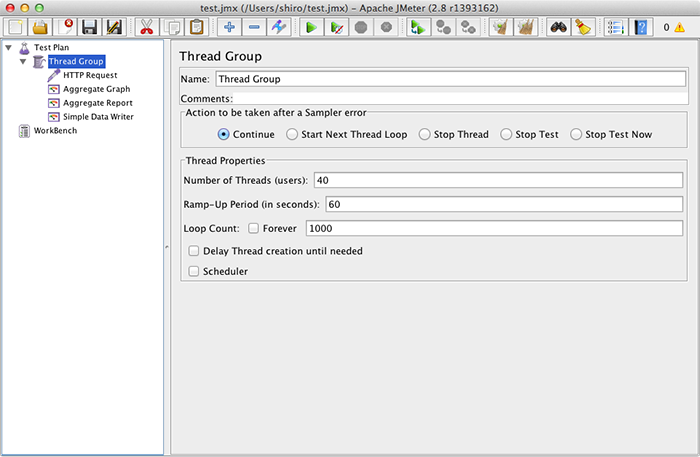 test.jmx (/Users/shiro/test.jmx) – Apache JMeter (2.8 r1393162)
0
Test Plan
Thread Group
HTTP Request
Aggregate Graph
Aggregate Report
Simple Data Writer
WorkBench
Thread Group
Name: Thread Group
Comments:
Action to be taken after a Sampler error
Continue Start Next Thread Loop Stop Thread Stop Test Stop Test Now
Thread Properties
Number of Threads (users): 40
Ramp-Up Period (in seconds): 60
Loop Count: Forever 1000
Delay Thread creation until needed
Scheduler